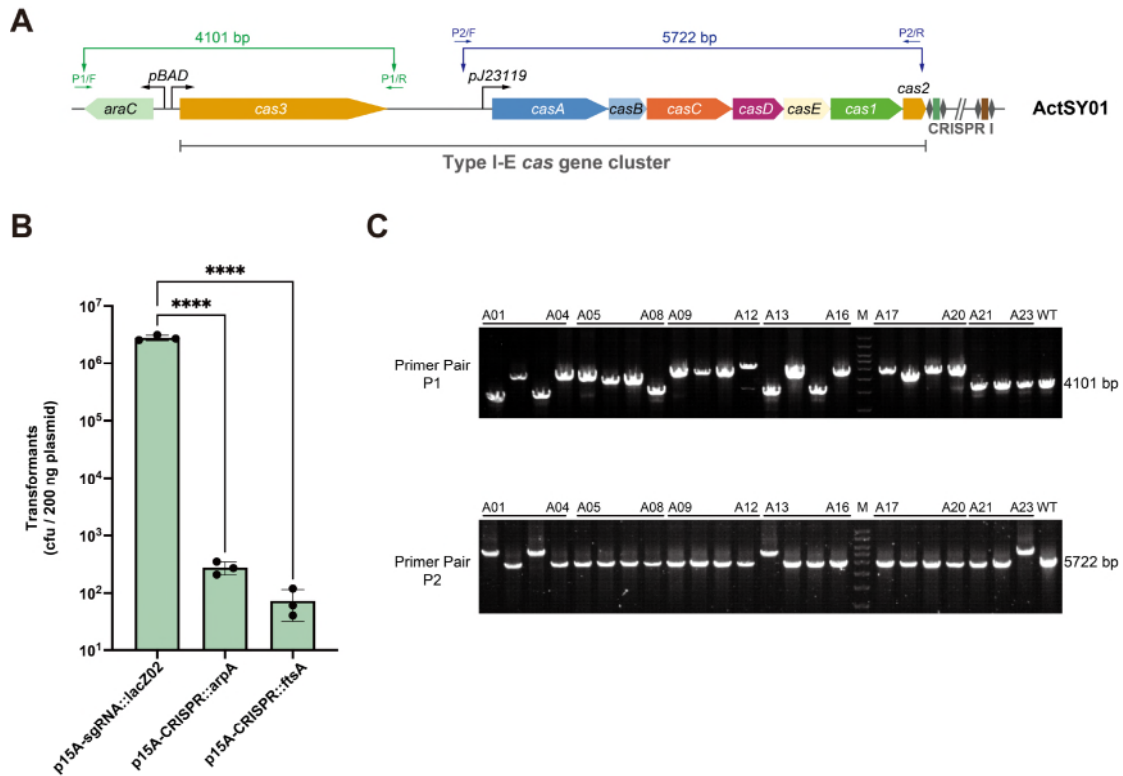 A
4101 bp
P2/F
5722 bp
P2/R
P1/F
pBAD
P1/R
pJ23119
cas2
araC
cas3
casA
casB
casC
casD
casE
cas1
ActSY01
CRISPR I
Type I-E cas gene cluster
B
C
****
****
10⁷
10⁶
10⁵
10⁴
10³
10²
10¹
Transformants
(cfu / 200 ng plasmid)
p15A-sgRNA::lacZ02
p15A-CRISPR::arpA
p15A-CRISPR::ftsA
A01 A04 A05 A08 A09 A12 A13 A16 M A17 A20 A21 A23 WT
Primer Pair
P1
4101 bp
A01 A04 A05 A08 A09 A12 A13 A16 M A17 A20 A21 A23 WT
Primer Pair
P2
5722 bp